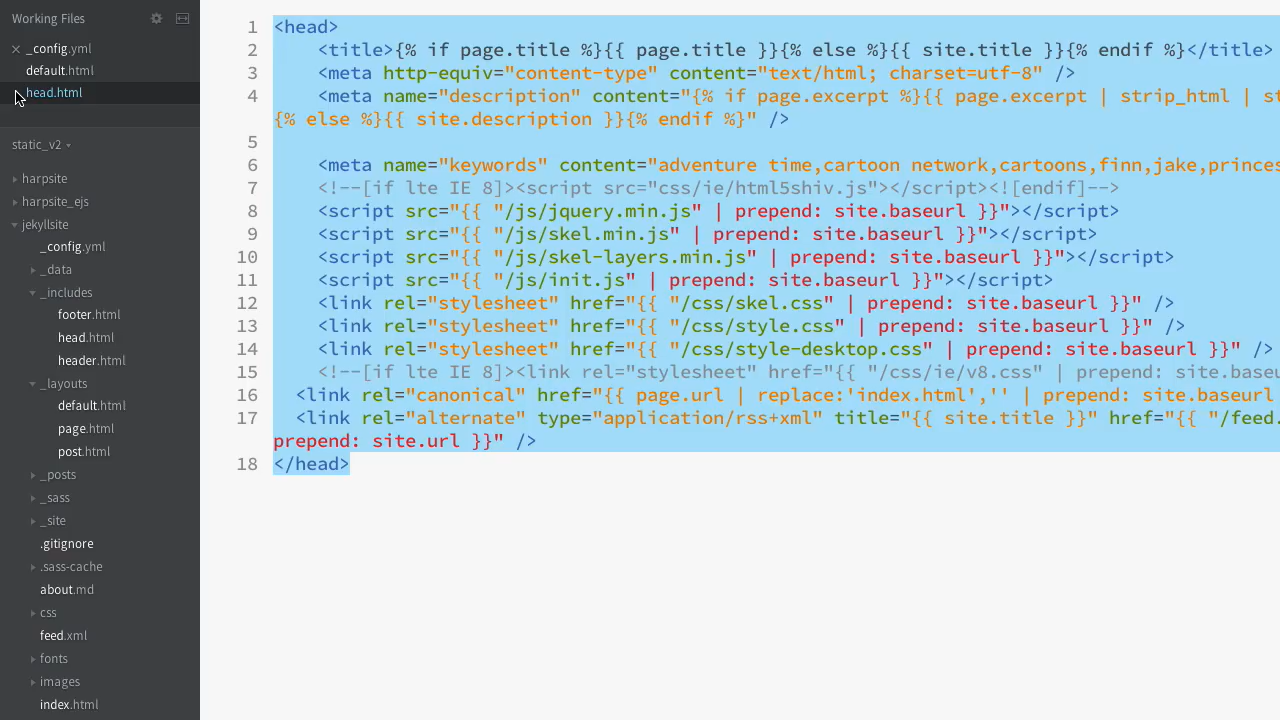 Working Files
_config.yml
default.html
head.html
static_v2
harpsite
harpsite_ejs
jekyllsite
_config.yml
_data
_includes
footer.html
head.html
header.html
_layouts
default.html
page.html
post.html
_posts
_sass
_site
.gitignore
.sass-cache
about.md
css
feed.xml
fonts
images
index.html
1 <head>
2 <title>{% if page.title %}{{ page.title }}{% else %}{{ site.title }}{% endif %}</title>
3 <meta http-equiv="content-type" content="text/html; charset=utf-8" />
4 <meta name="description" content="{% if page.excerpt %}{{ page.excerpt | strip_html | st
{% else %}{{ site.description }}{% endif %}" />
5
6 <meta name="keywords" content="adventure time,cartoon network,cartoons,finn,jake,princes
7 <!--[if lte IE 8]><script src="css/ie/html5shiv.js"></script><![endif]-->
8 <script src="{{ "/js/jquery.min.js" | prepend: site.baseurl }}"></script>
9 <script src="{{ "/js/skel.min.js" | prepend: site.baseurl }}"></script>
10 <script src="{{ "/js/skel-layers.min.js" | prepend: site.baseurl }}"></script>
11 <script src="{{ "/js/init.js" | prepend: site.baseurl }}"></script>
12 <link rel="stylesheet" href="{{ "/css/skel.css" | prepend: site.baseurl }}" />
13 <link rel="stylesheet" href="{{ "/css/style.css" | prepend: site.baseurl }}" />
14 <link rel="stylesheet" href="{{ "/css/style-desktop.css" | prepend: site.baseurl }}" />
15 <!--[if lte IE 8]><link rel="stylesheet" href="{{ "/css/ie/v8.css" | prepend: site.baseu
16 <link rel="canonical" href="{{ page.url | replace:'index.html','' | prepend: site.baseurl
17 <link rel="alternate" type="application/rss+xml" title="{{ site.title }}" href="{{ "/feed.
prepend: site.url }}" />
18 </head>